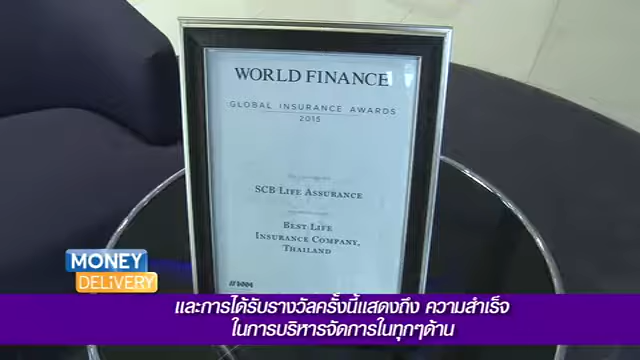 WORLD FINANCE
GLOBAL INSURANCE AWARDS
2015
SCB LIFE ASSURANCE
BEST LIFE
INSURANCE COMPANY,
THAILAND
MONEY
DELIVERY
และการได้รับรางวัลครั้งนี้แสดงถึง ความสำเร็จ
ในการบริหารจัดการในทุกๆด้าน